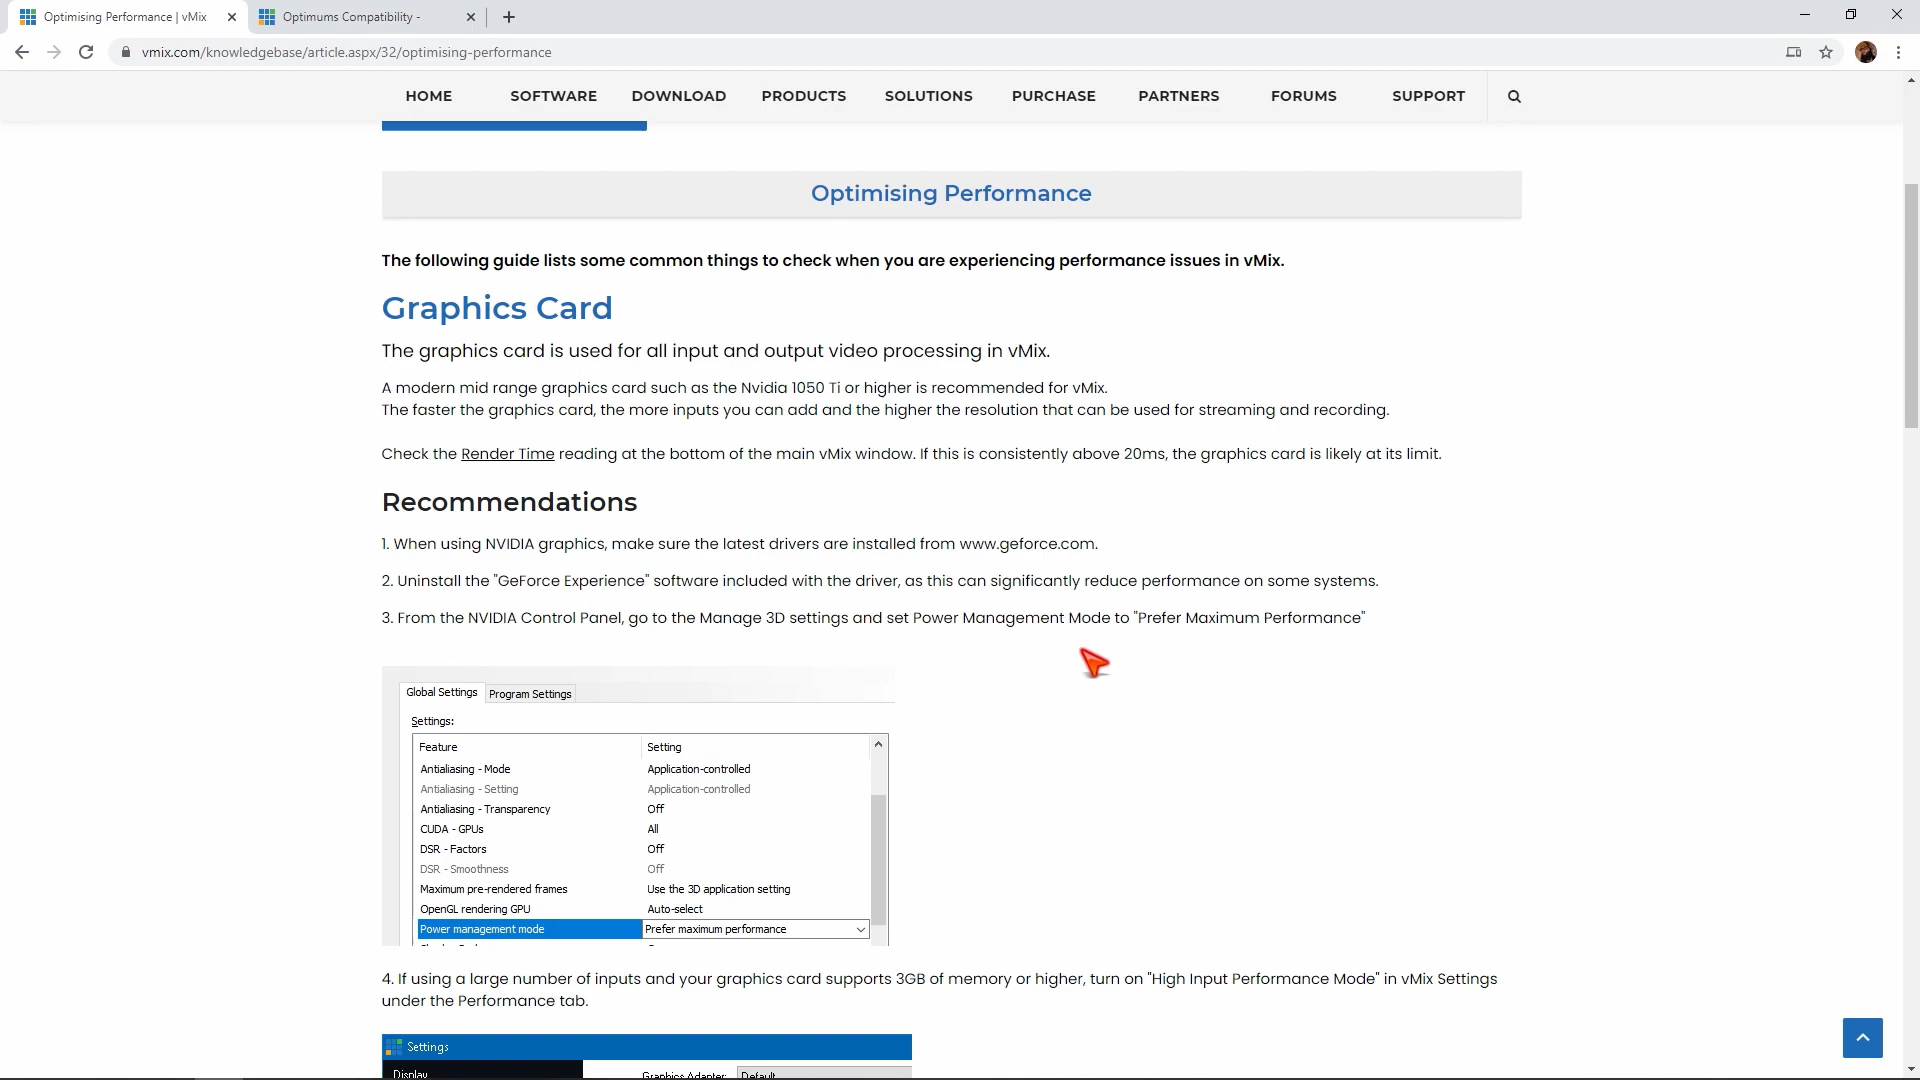 Optimising Performance | vMix
Optimums Compatibility -
vmix.com/knowledgebase/article.aspx/32/optimising-performance
HOME SOFTWARE DOWNLOAD PRODUCTS SOLUTIONS PURCHASE PARTNERS FORUMS SUPPORT
Optimising Performance
The following guide lists some common things to check when you are experiencing performance issues in vMix.
Graphics Card
The graphics card is used for all input and output video processing in vMix.
A modern mid range graphics card such as the Nvidia 1050 Ti or higher is recommended for vMix.
The faster the graphics card, the more inputs you can add and the higher the resolution that can be used for streaming and recording.
Check the Render Time reading at the bottom of the main vMix window. If this is consistently above 20ms, the graphics card is likely at its limit.
Recommendations
1. When using NVIDIA graphics, make sure the latest drivers are installed from www.geforce.com.
2. Uninstall the "GeForce Experience" software included with the driver, as this can significantly reduce performance on some systems.
3. From the NVIDIA Control Panel, go to the Manage 3D settings and set Power Management Mode to "Prefer Maximum Performance"
Global Settings Program Settings
Settings:
Feature Setting
Antialiasing - Mode Application-controlled
Antialiasing - Setting Application-controlled
Antialiasing - Transparency Off
CUDA - GPUs All
DSR - Factors Off
DSR - Smoothness Off
Maximum pre-rendered frames Use the 3D application setting
OpenGL rendering GPU Auto-select
Power management mode Prefer maximum performance
4. If using a large number of inputs and your graphics card supports 3GB of memory or higher, turn on "High Input Performance Mode" in vMix Settings
under the Performance tab.
Settings
Display Graphics Adapter: Default